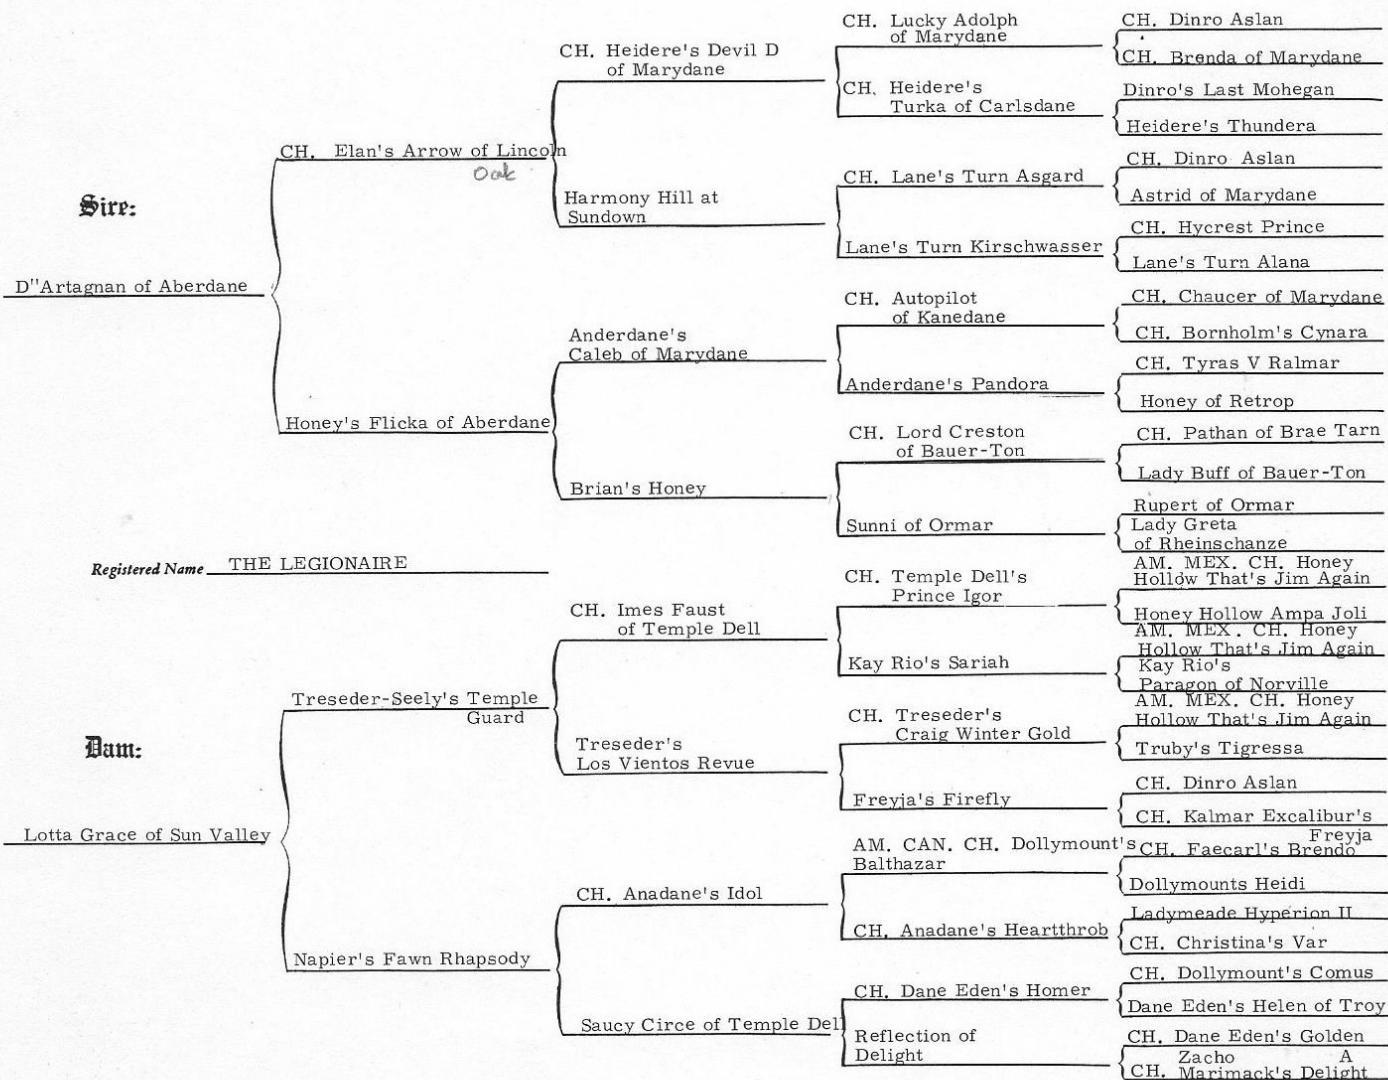 Sire:
D"Artagnan of Aberdane
CH. Elan's Arrow of Lincoln
Oak
Honey's Flicka of Aberdane
CH. Heidere's Devil D
of Marydane
Harmony Hill at
Sundown
Anderdane's
Caleb of Marydane
Brian's Honey
CH. Lucky Adolph
of Marydane
CH. Heidere's
Turka of Carlsdane
CH. Lane's Turn Asgard
Lane's Turn Kirschwasser
CH. Autopilot
of Kanedane
Anderdane's Pandora
CH. Lord Creston
of Bauer-Ton
Sunni of Ormar
CH. Dinro Aslan
CH. Brenda of Marydane
Dinro's Last Mohegan
Heidere's Thundera
CH. Dinro Aslan
Astrid of Marydane
CH. Hycrest Prince
Lane's Turn Alana
CH. Chaucer of Marydane
CH. Bornholm's Cynara
CH. Tyras V Ralmar
Honey of Retrop
CH. Pathan of Brae Tarn
Lady Buff of Bauer-Ton
Rupert of Ormar
Lady Greta
of Rheinschanze
Registered Name THE LEGIONAIRE
Dam:
Lotta Grace of Sun Valley
Treseder-Seely's Temple
Guard
Napier's Fawn Rhapsody
CH. Imes Faust
of Temple Dell
Treseder's
Los Vientos Revue
CH. Anadane's Idol
Saucy Circe of Temple Dell
CH. Temple Dell's
Prince Igor
Kay Rio's Sariah
CH. Treseder's
Craig Winter Gold
Freyja's Firefly
AM. CAN. CH. Dollymount's
Balthazar
CH. Anadane's Heartthrob
CH. Dane Eden's Homer
Reflection of
Delight
AM. MEX. CH. Honey
Hollow That's Jim Again
Honey Hollow Ampa Joli
AM. MEX. CH. Honey
Hollow That's Jim Again
Kay Rio's
Paragon of Norville
AM. MEX. CH. Honey
Hollow That's Jim Again
Truby's Tigressa
CH. Dinro Aslan
CH. Kalmar Excalibur's
Freyja
CH. Faecarl's Brendo
Dollymounts Heidi
Ladymeade Hyperion II
CH. Christina's Var
CH. Dollymount's Comus
Dane Eden's Helen of Troy
CH. Dane Eden's Golden
Zacho A
CH. Marimack's Delight